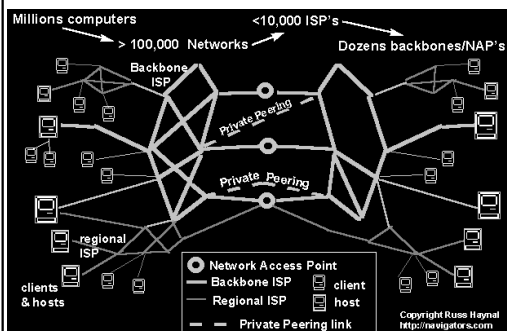 Millions computers
<10,000 ISP's
> 100,000 Networks
Dozens backbones/NAP's
Backbone
ISP
Private Peering
Private Peering
regional
ISP
clients
& hosts
Network Access Point
Backbone ISP
client
Regional ISP
host
Private Peering link
Copyright Russ Haynal
http://navigators.com